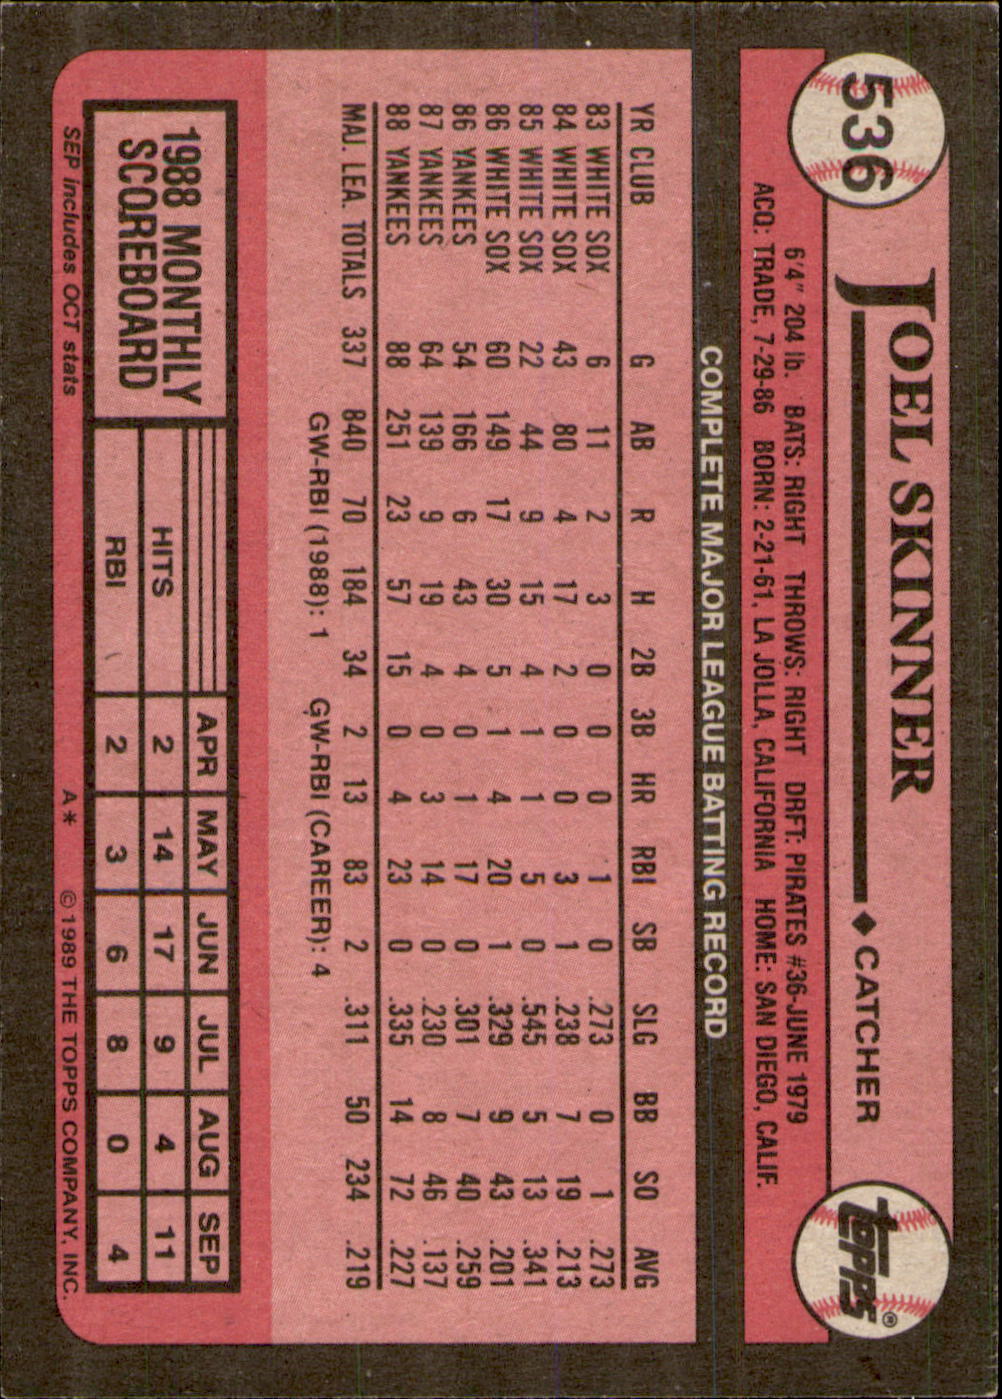 536
JOEL SKINNER ♦ CATCHER
topps®
6'4" 204 lb. BATS: RIGHT THROWS: RIGHT DRFT: PIRATES #36-JUNE 1979
ACQ: TRADE, 7-29-86 BORN: 2-21-61, LA JOLLA, CALIFORNIA HOME: SAN DIEGO, CALIF.
COMPLETE MAJOR LEAGUE BATTING RECORD
YR CLUB G AB R H 2B 3B HR RBI SB SLG BB SO AVG
83 WHITE SOX 6 11 2 3 0 0 0 1 0 .273 0 1 .273
84 WHITE SOX 43 80 4 17 2 0 0 3 1 .238 7 19 .213
85 WHITE SOX 22 44 9 15 4 1 1 5 0 .545 5 13 .341
86 WHITE SOX 60 149 17 30 5 1 4 20 1 .329 9 43 .201
86 YANKEES 54 166 6 43 4 0 1 17 0 .301 7 40 .259
87 YANKEES 64 139 9 19 4 0 3 14 0 .230 8 46 .137
88 YANKEES 88 251 23 57 15 0 4 23 0 .335 14 72 .227
MAJ. LEA. TOTALS 337 840 70 184 34 2 13 83 2 .311 50 234 .219
GW-RBI (1988): 1 GW-RBI (CAREER): 4
1988 MONTHLY
SCOREBOARD
APR MAY JUN JUL AUG SEP
HITS 2 14 17 9 4 11
RBI 2 3 6 8 0 4
SEP includes OCT stats A* ©1989 THE TOPPS COMPANY, INC.